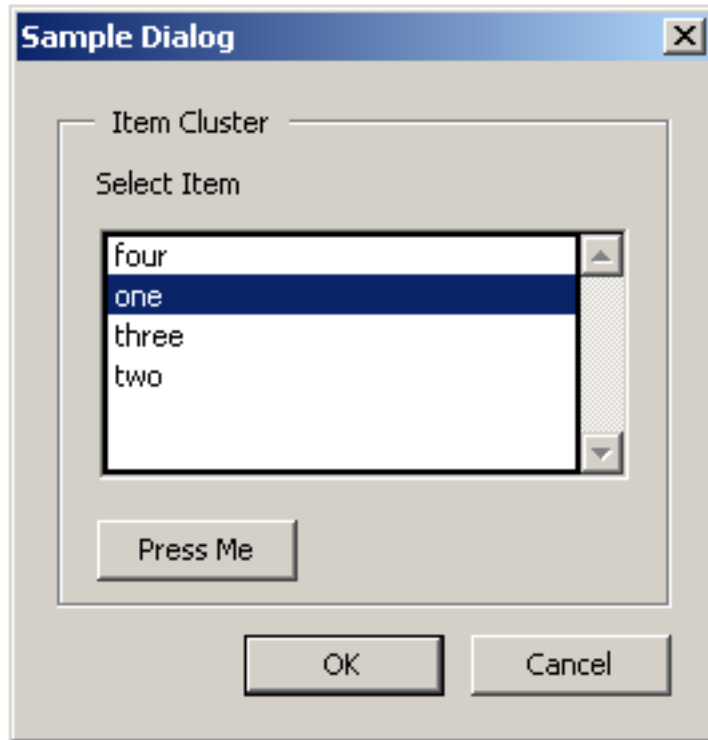 Sample Dialog
Item Cluster
Select Item
four
one
three
two
Press Me
OK Cancel